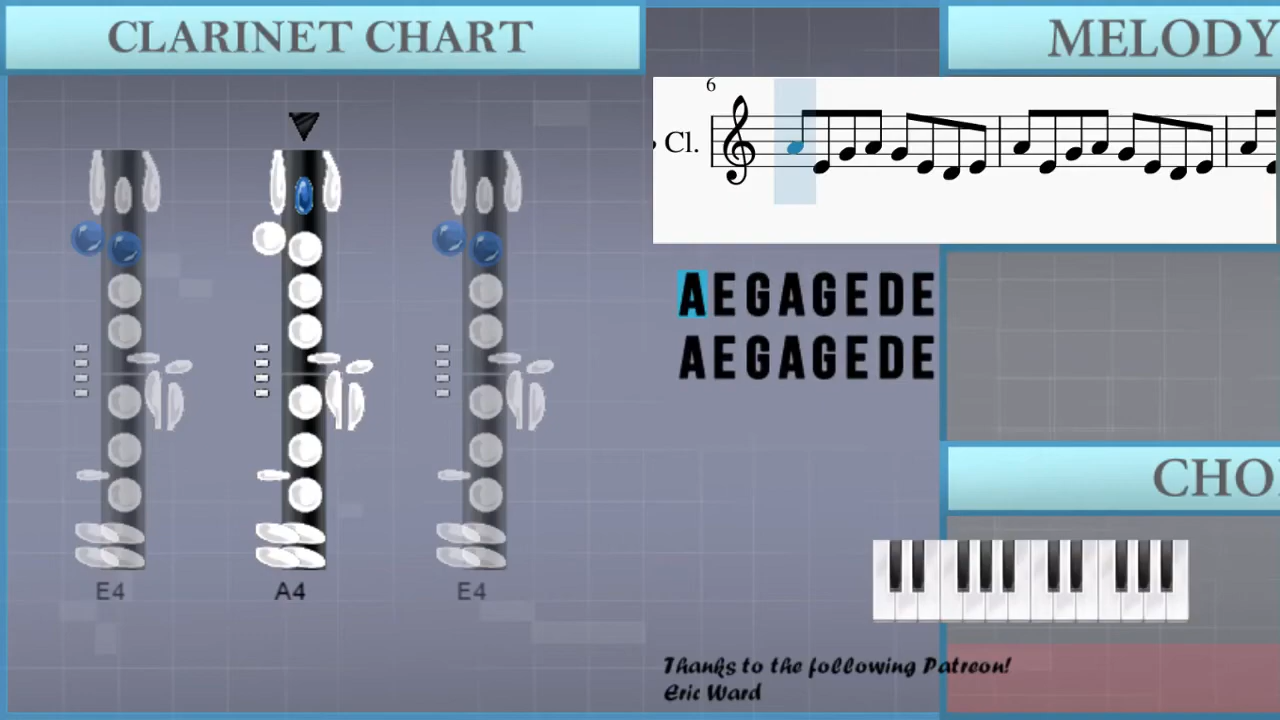 CLARINET CHART
MELODY
6
Cl.
AEGAGEDE
AEGAGEDE
CHO
E4
A4
E4
Thanks to the following Patreon!
Eric Ward